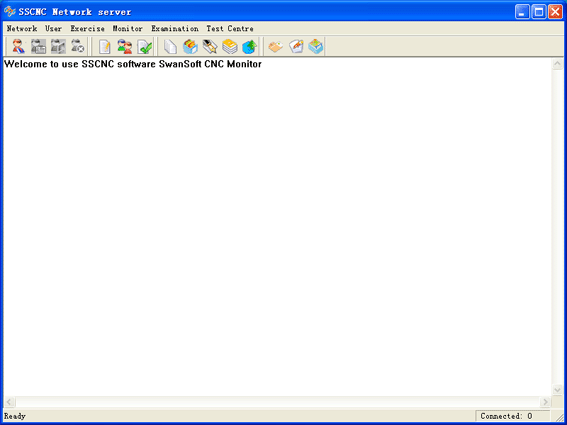 SSCNC Network server
Network User Exercise Monitor Examination Test Centre
Welcome to use SSCNC software SwanSoft CNC Monitor
Ready Connected: 0